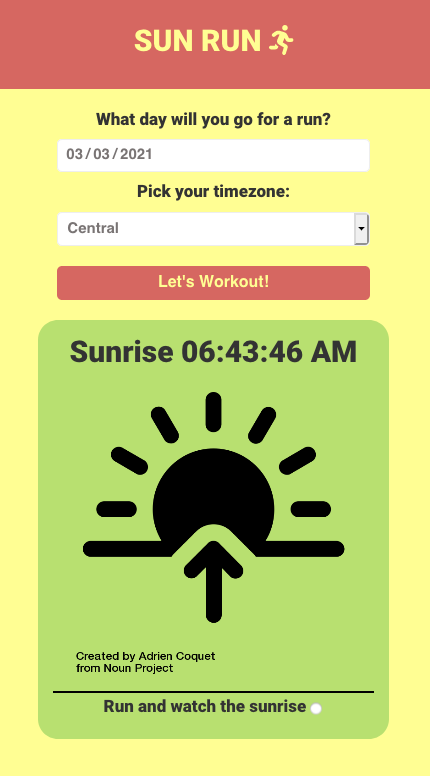 SUN RUN
What day will you go for a run?
03/03/2021
Pick your timezone:
Central
Let's Workout!
Sunrise 06:43:46 AM
Created by Adrien Coquet
from Noun Project
Run and watch the sunrise